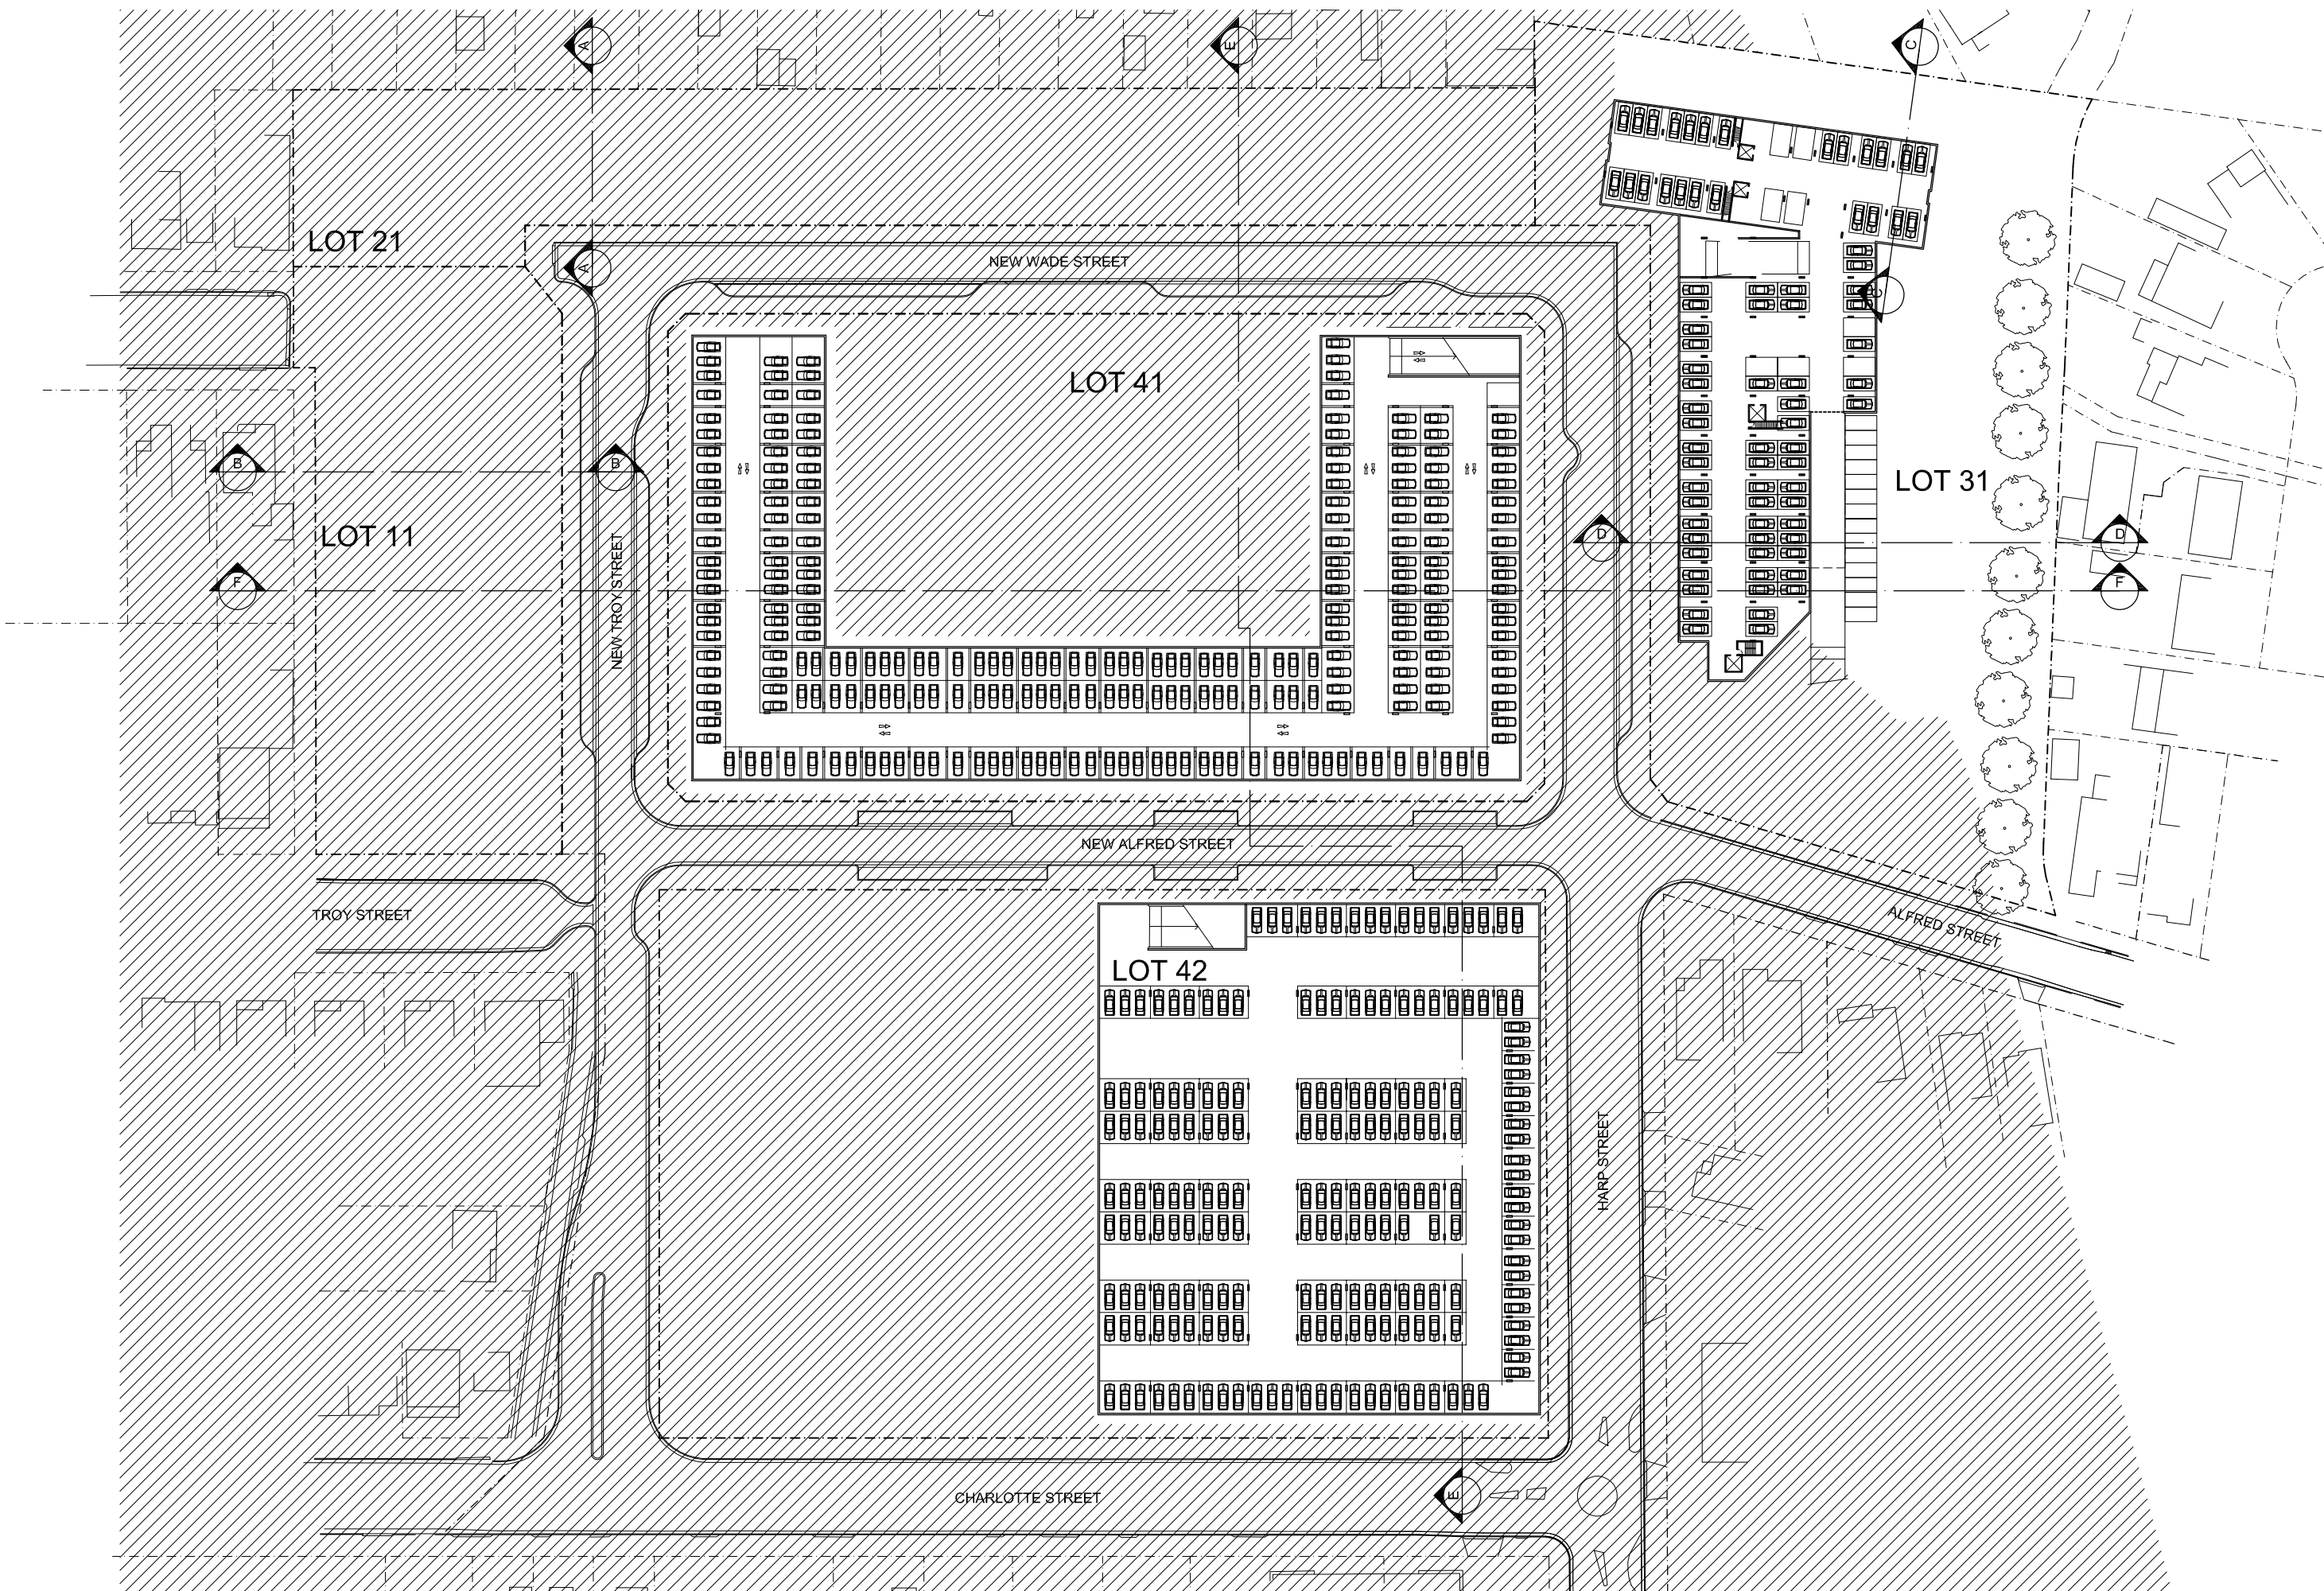 A
E
C
LOT 21
NEW WADE STREET
A
C
LOT 41
B
B
LOT 31
LOT 11
D
D
NEW TROY STREET
F
F
NEW ALFRED STREET
TROY STREET
ALFRED STREET
LOT 42
HARP STREET
CHARLOTTE STREET
E